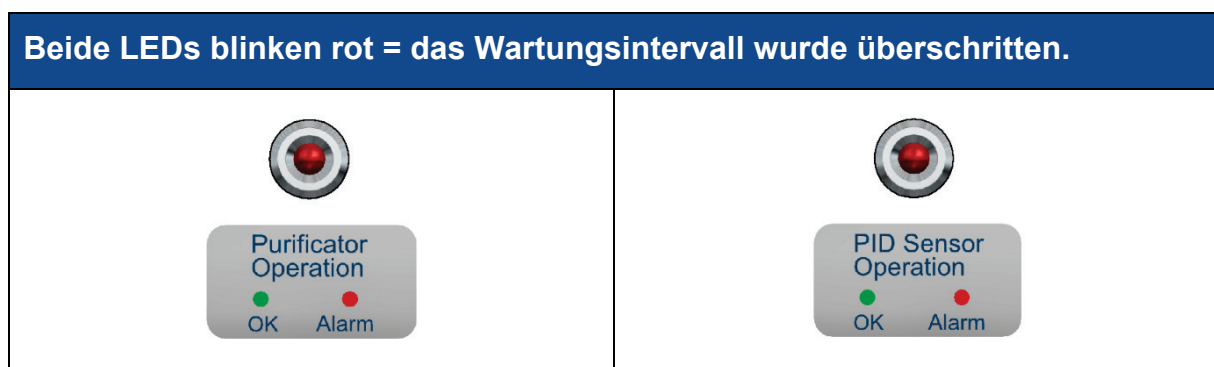 Beide LEDs blinken rot = das Wartungsintervall wurde überschritten.
Purificator
Operation
OK Alarm
PID Sensor
Operation
OK Alarm